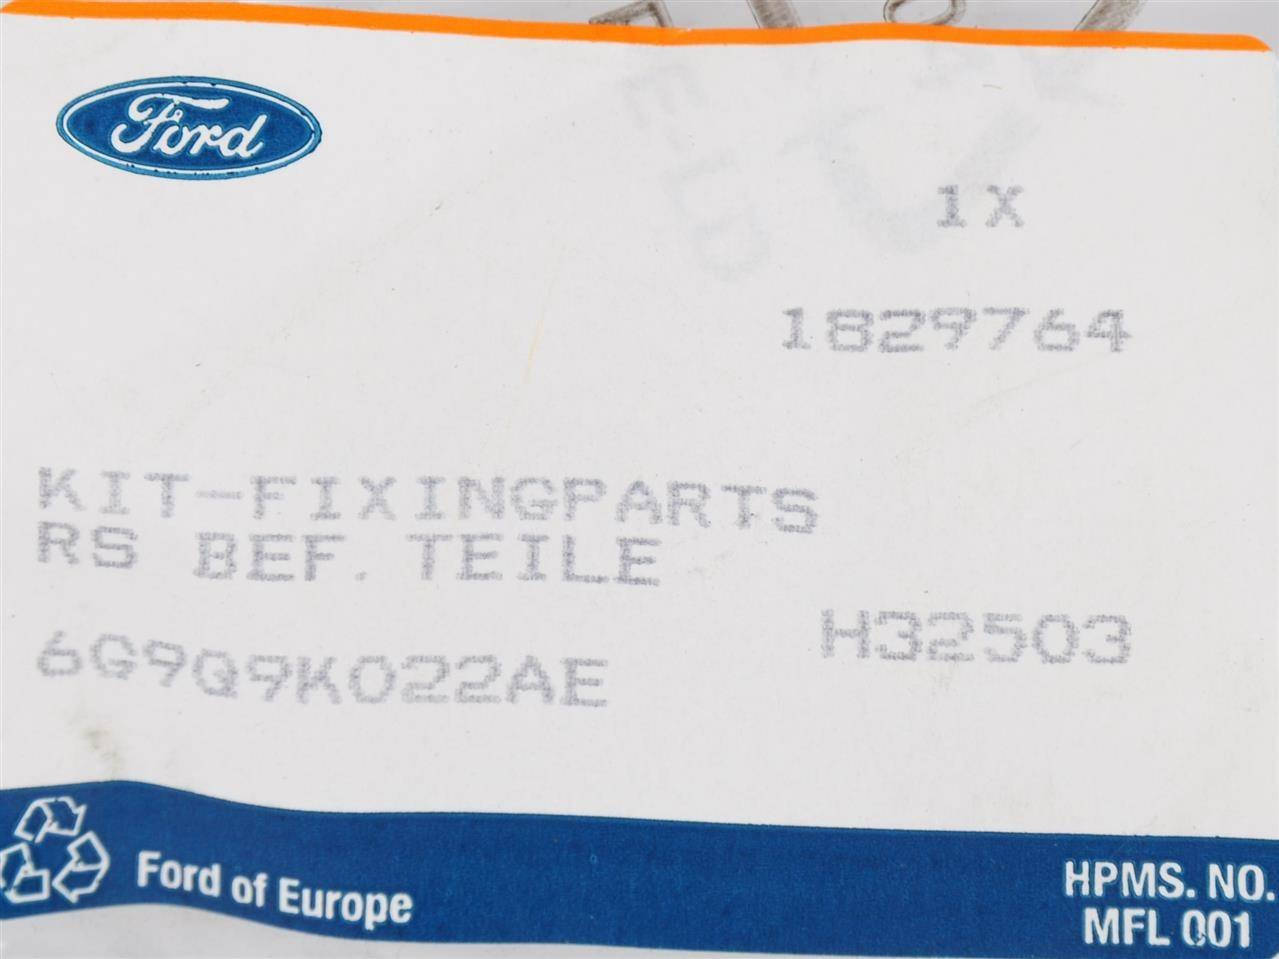 Ford
1X
1829764
KIT-FIXINGPARTS
RS BEF. TEILE
H32503
6G9Q9K022AE
Ford of Europe
HPMS. NO.
MFL 001